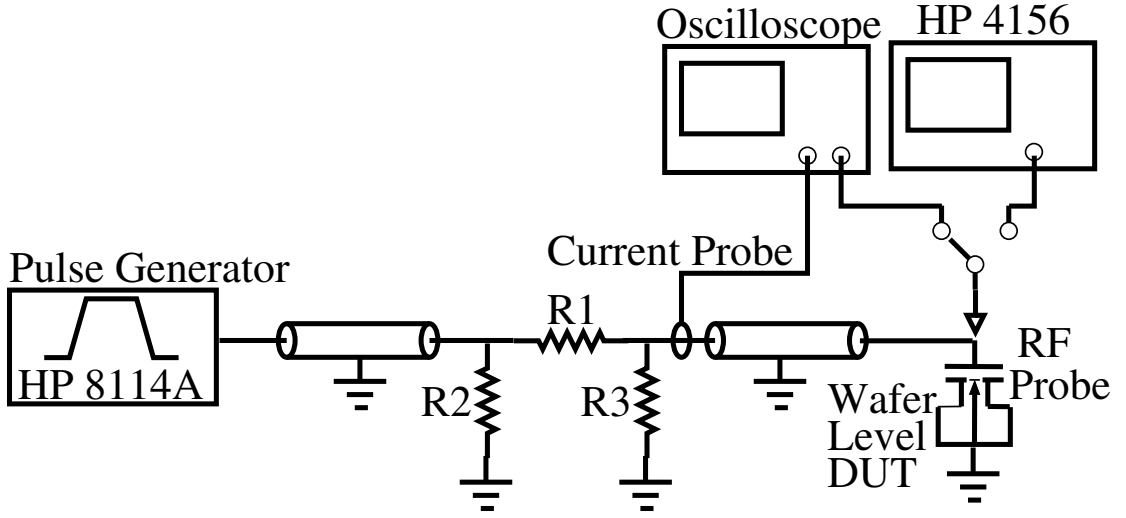 Oscilloscope
HP 4156
Pulse Generator
HP 8114A
Current Probe
R1
R2
R3
RF
Probe
Wafer
Level
DUT